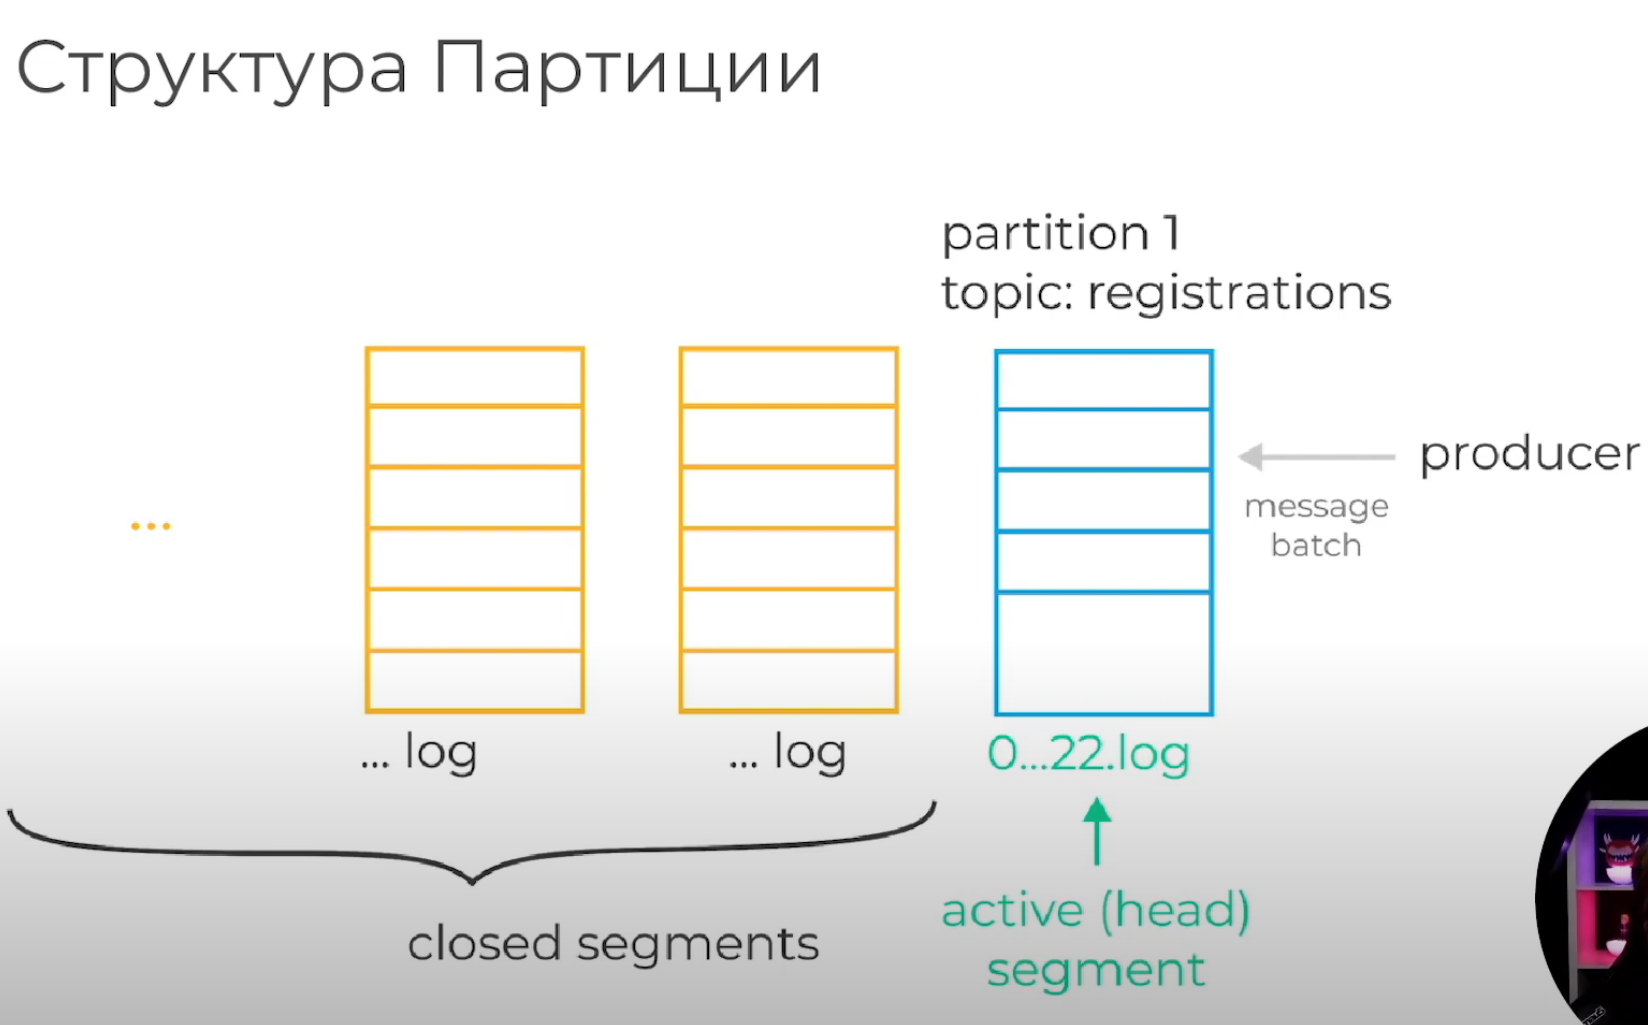 Структура Партиции
partition 1
topic: registrations
producer
message
batch
...
... log
... log
0...22.log
closed segments
active (head)
segment